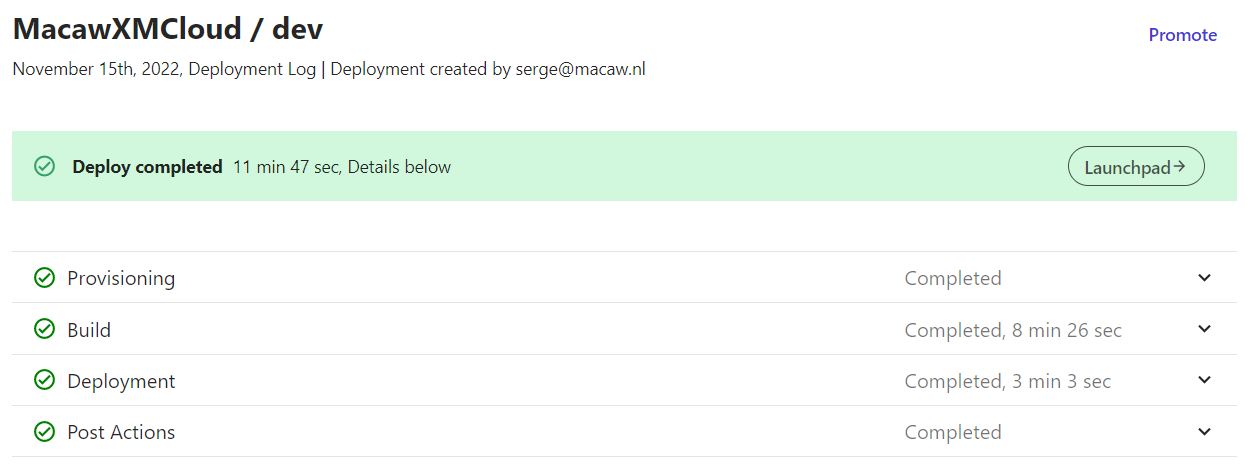 MacawXMCloud / dev
Promote
November 15th, 2022, Deployment Log | Deployment created by serge@macaw.nl
Deploy completed 11 min 47 sec, Details below
Launchpad→
Provisioning Completed
Build Completed, 8 min 26 sec
Deployment Completed, 3 min 3 sec
Post Actions Completed